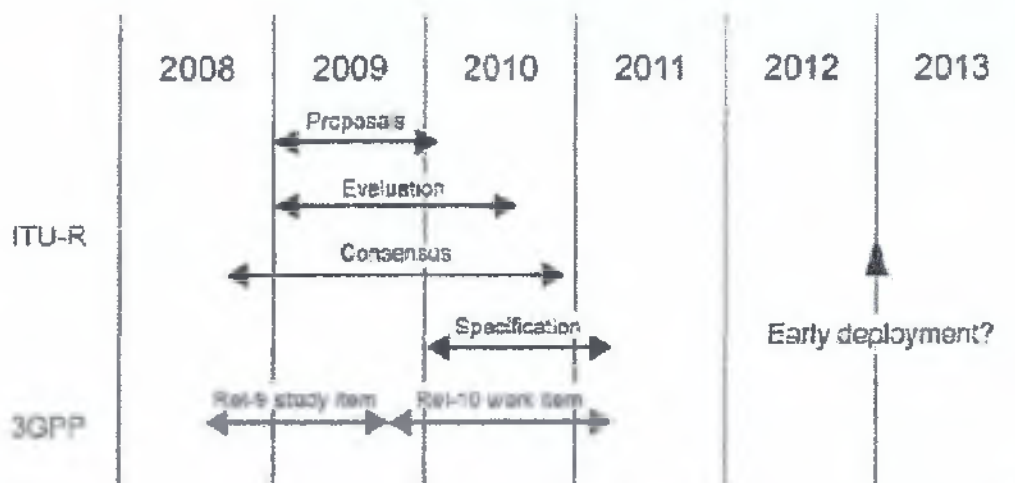 2008 2009 2010 2011 2012 2013
Proposals
Evaluation
ITU-R
Consensus
Specification
Early deployment?
Rel-9 study item Rel-10 work item
3GPP